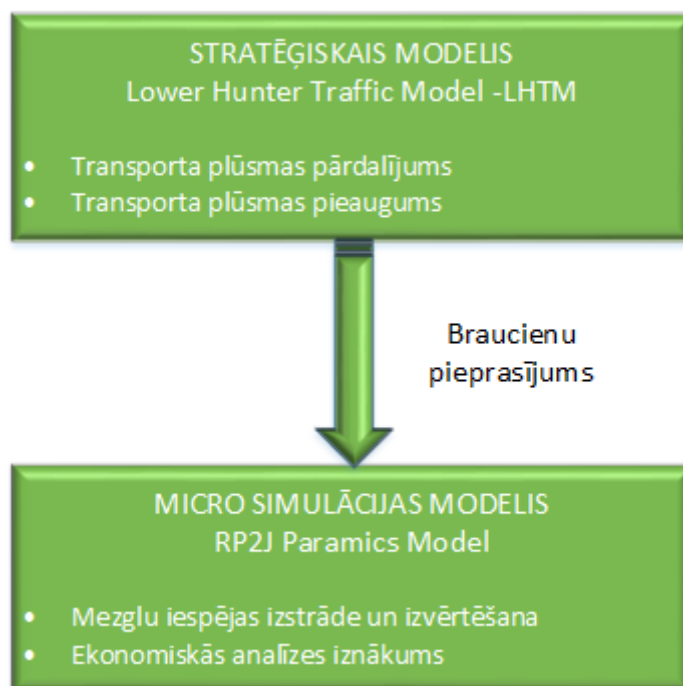 STRATĒĢISKAIS MODELIS
Lower Hunter Traffic Model -LHTM
• Transporta plūsmas pārdalījums
• Transporta plūsmas pieaugums
Braucienu
pieprasījums
MICRO SIMULĀCIJAS MODELIS
RP2J Paramics Model
• Mezglu iespējas izstrāde un izvērtēšana
• Ekonomiskās analīzes iznākums